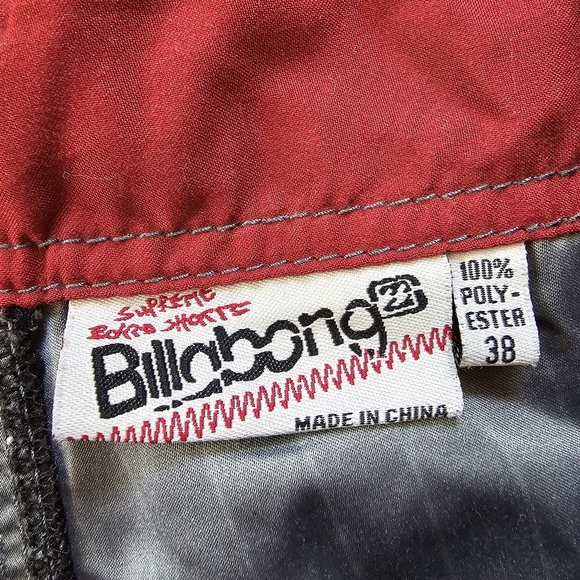 SUPREME
BOARD SHORTS
Billabong
MADE IN CHINA
100%
POLY-
ESTER
38